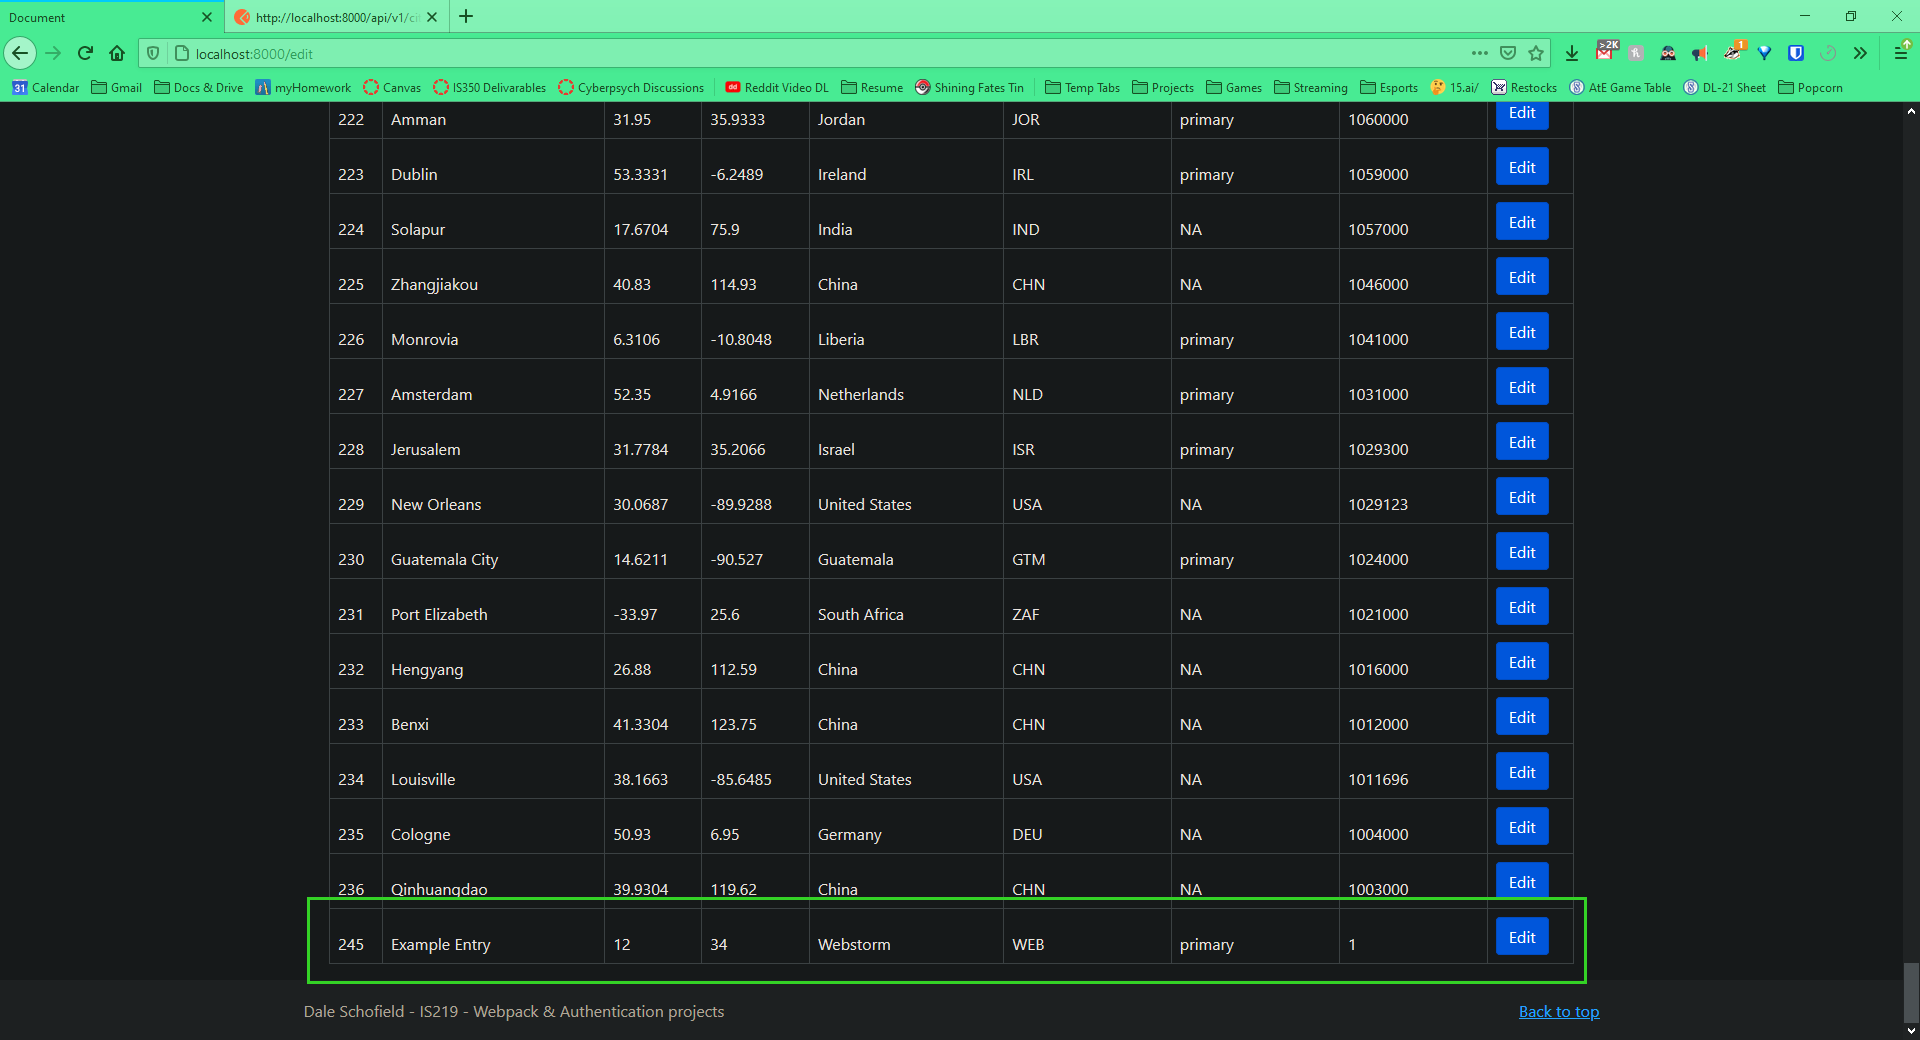 Document
http://localhost:8000/api/v1/ci
localhost:8000/edit
>2K
1
31 Calendar Gmail Docs & Drive myHomework Canvas IS350 Delivarables Cyberpsych Discussions dd Reddit Video DL Resume Shining Fates Tin Temp Tabs Projects Games Streaming Esports 15.ai/ Restocks AtE Game Table DL-21 Sheet Popcorn
222 Amman 31.95 35.9333 Jordan JOR primary 1060000 Edit
223 Dublin 53.3331 -6.2489 Ireland IRL primary 1059000 Edit
224 Solapur 17.6704 75.9 India IND NA 1057000 Edit
225 Zhangjiakou 40.83 114.93 China CHN NA 1046000 Edit
226 Monrovia 6.3106 -10.8048 Liberia LBR primary 1041000 Edit
227 Amsterdam 52.35 4.9166 Netherlands NLD primary 1031000 Edit
228 Jerusalem 31.7784 35.2066 Israel ISR primary 1029300 Edit
229 New Orleans 30.0687 -89.9288 United States USA NA 1029123 Edit
230 Guatemala City 14.6211 -90.527 Guatemala GTM primary 1024000 Edit
231 Port Elizabeth -33.97 25.6 South Africa ZAF NA 1021000 Edit
232 Hengyang 26.88 112.59 China CHN NA 1016000 Edit
233 Benxi 41.3304 123.75 China CHN NA 1012000 Edit
234 Louisville 38.1663 -85.6485 United States USA NA 1011696 Edit
235 Cologne 50.93 6.95 Germany DEU NA 1004000 Edit
236 Qinhuangdao 39.9304 119.62 China CHN NA 1003000 Edit
245 Example Entry 12 34 Webstorm WEB primary 1 Edit
Dale Schofield - IS219 - Webpack & Authentication projects Back to top